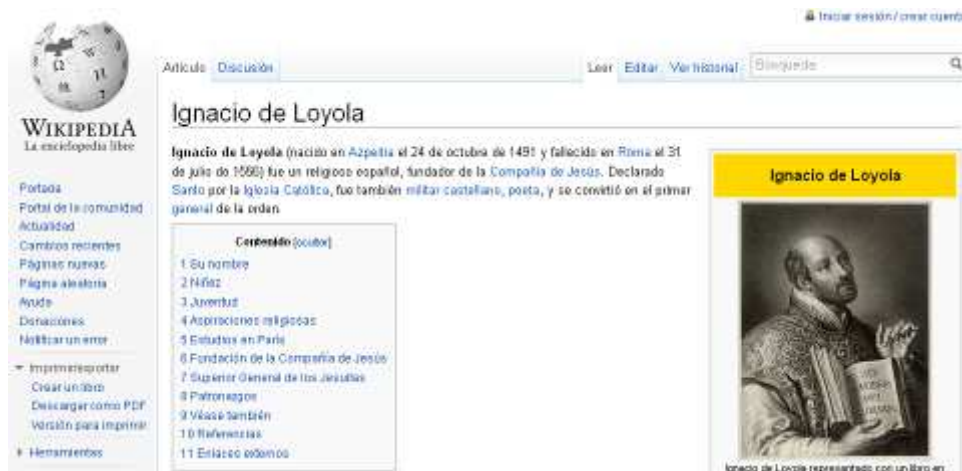 Iniciar sesión / crear cuenta
WIKIPEDIA
La enciclopedia libre
Artículo Discusión
Leer Editar Ver historial
Búsqueda
Ignacio de Loyola
Ignacio de Loyola (nacido en Azpeitia el 24 de octubre de 1491 y fallecido en Roma el 31
de julio de 1556) fue un religioso español, fundador de la Compañía de Jesús. Declarado
Santo por la Iglesia Católica, fue también militar castellano, poeta, y se convirtió en el primer
general de la orden.
Contenido [ocultar]
1 Su nombre
2 Niñez
3 Juventud
4 Aspiraciones religiosas
5 Estudios en París
6 Fundación de la Compañía de Jesús
7 Superior General de los Jesuitas
8 Patronazgos
9 Véase también
10 Referencias
11 Enlaces externos
Ignacio de Loyola
Ignacio de Loyola representado con un libro en
Portada
Portal de la comunidad
Actualidad
Cambios recientes
Páginas nuevas
Página aleatoria
Ayuda
Donaciones
Notificar un error
Imprimir/exportar
Crear un libro
Descargar como PDF
Versión para imprimir
Herramientas